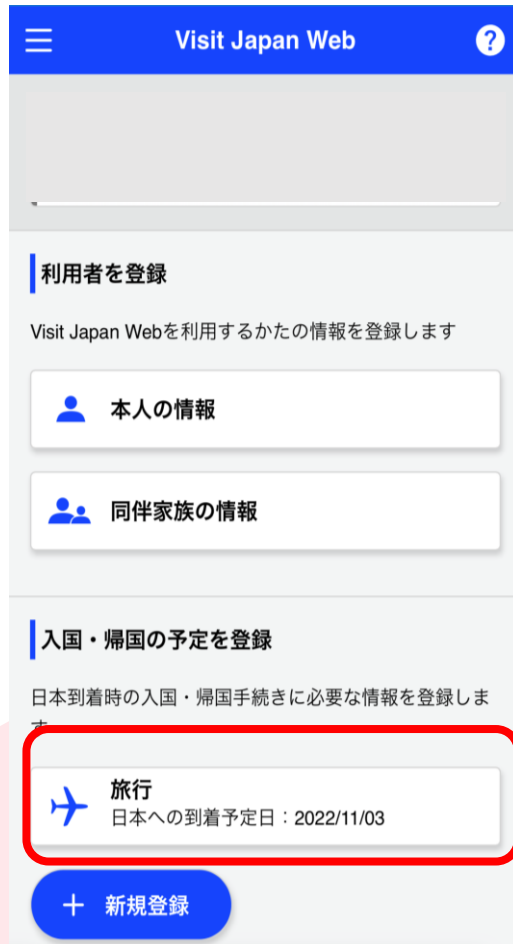 Visit Japan Web
?
利用者を登録
Visit Japan Webを利用するかたの情報を登録します
本人の情報
同伴家族の情報
入国・帰国の予定を登録
日本到着時の入国・帰国手続きに必要な情報を登録しま
す
旅行
日本への到着予定日：2022/11/03
＋ 新規登録